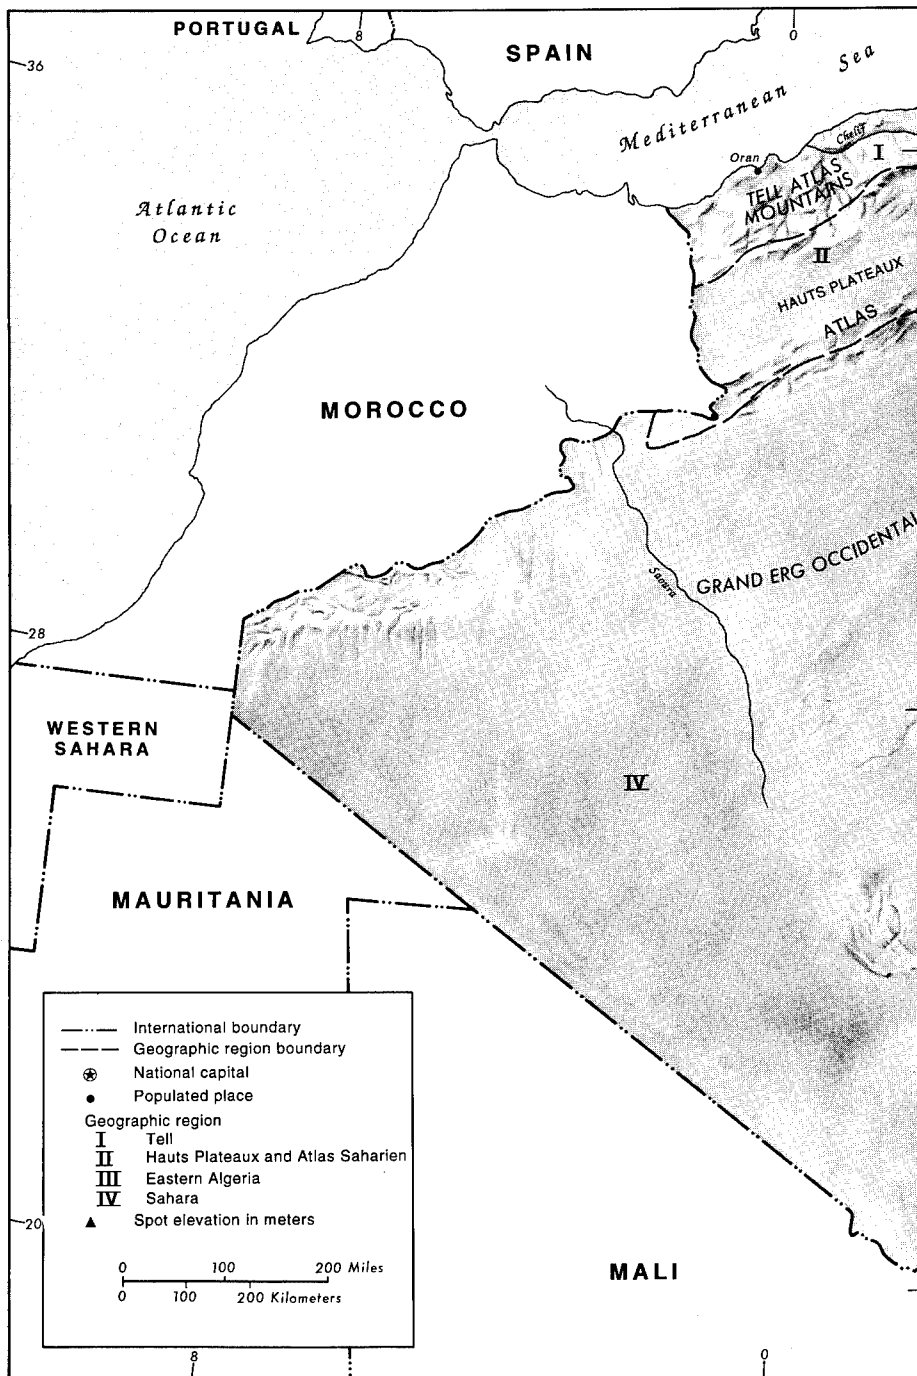 PORTUGAL
8
0
SPAIN
36
Mediterranean Sea
Cheliff
I
Oran
TELL ATLAS
MOUNTAINS
Atlantic
Ocean
II
HAUTS PLATEAUX
ATLAS
MOROCCO
GRAND ERG OCCIDENTAL
Saoura
28
WESTERN
SAHARA
IV
MAURITANIA
International boundary
Geographic region boundary
National capital
Populated place
Geographic region
I Tell
II Hauts Plateaux and Atlas Saharien
III Eastern Algeria
IV Sahara
Spot elevation in meters
20
0 100 200 Miles
0 100 200 Kilometers
MALI
8
0